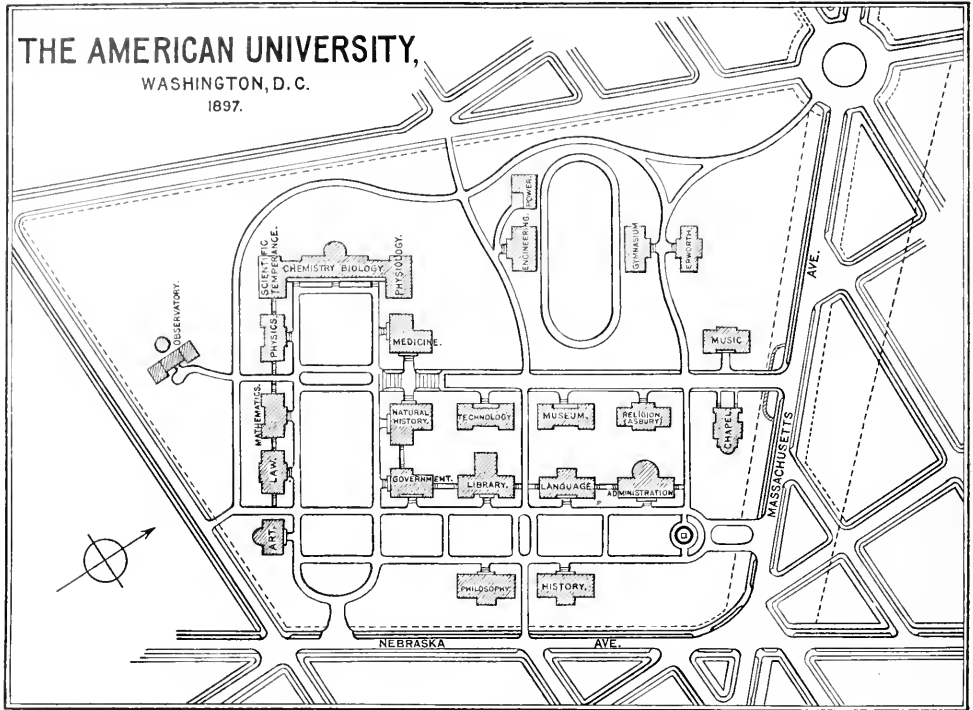 THE AMERICAN UNIVERSITY,
WASHINGTON, D.C.
1897.
POWER.
ENGINEERING.
GYMNASIUM
EPWORTH.
AVE.
SCIENTIFIC
TEMPERANCE.
CHEMISTRY BIOLOGY
PHYSIOLOGY.
OBSERVATORY.
PHYSICS.
MEDICINE.
MUSIC
MATHEMATICS.
NATURAL
HISTORY.
TECHNOLOGY
MUSEUM.
RELIGION
(ASBURY)
CHAPEL
MASSACHUSETTS
LAW.
GOVERNMENT.
LIBRARY.
LANGUAGE
ADMINISTRATION
ART.
PHILOSOPHY
HISTORY.
NEBRASKA AVE.